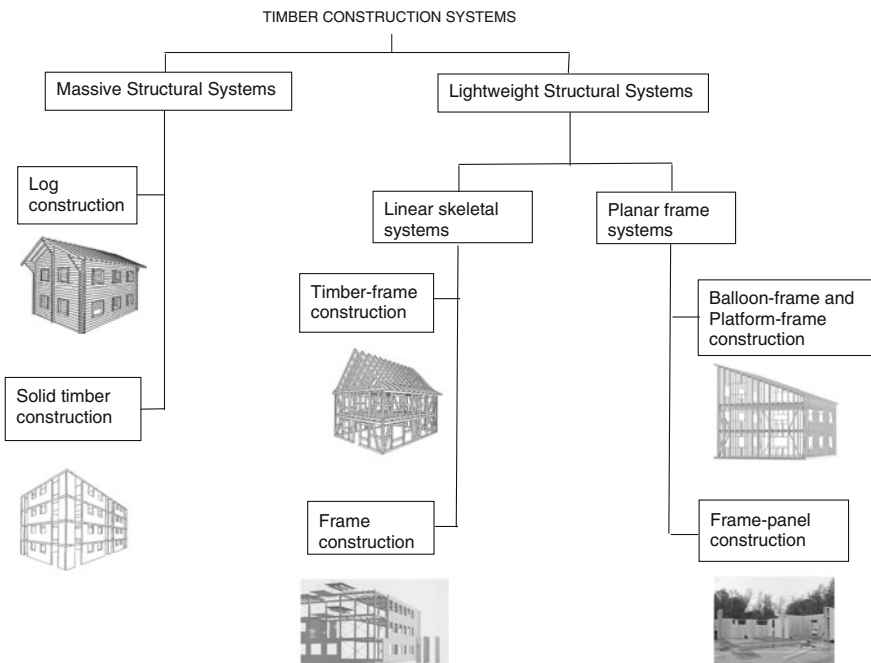 TIMBER CONSTRUCTION SYSTEMS
Massive Structural Systems
Lightweight Structural Systems
Log
construction
Linear skeletal
systems
Planar frame
systems
Timber-frame
construction
Balloon-frame and
Platform-frame
construction
Solid timber
construction
Frame
construction
Frame-panel
construction